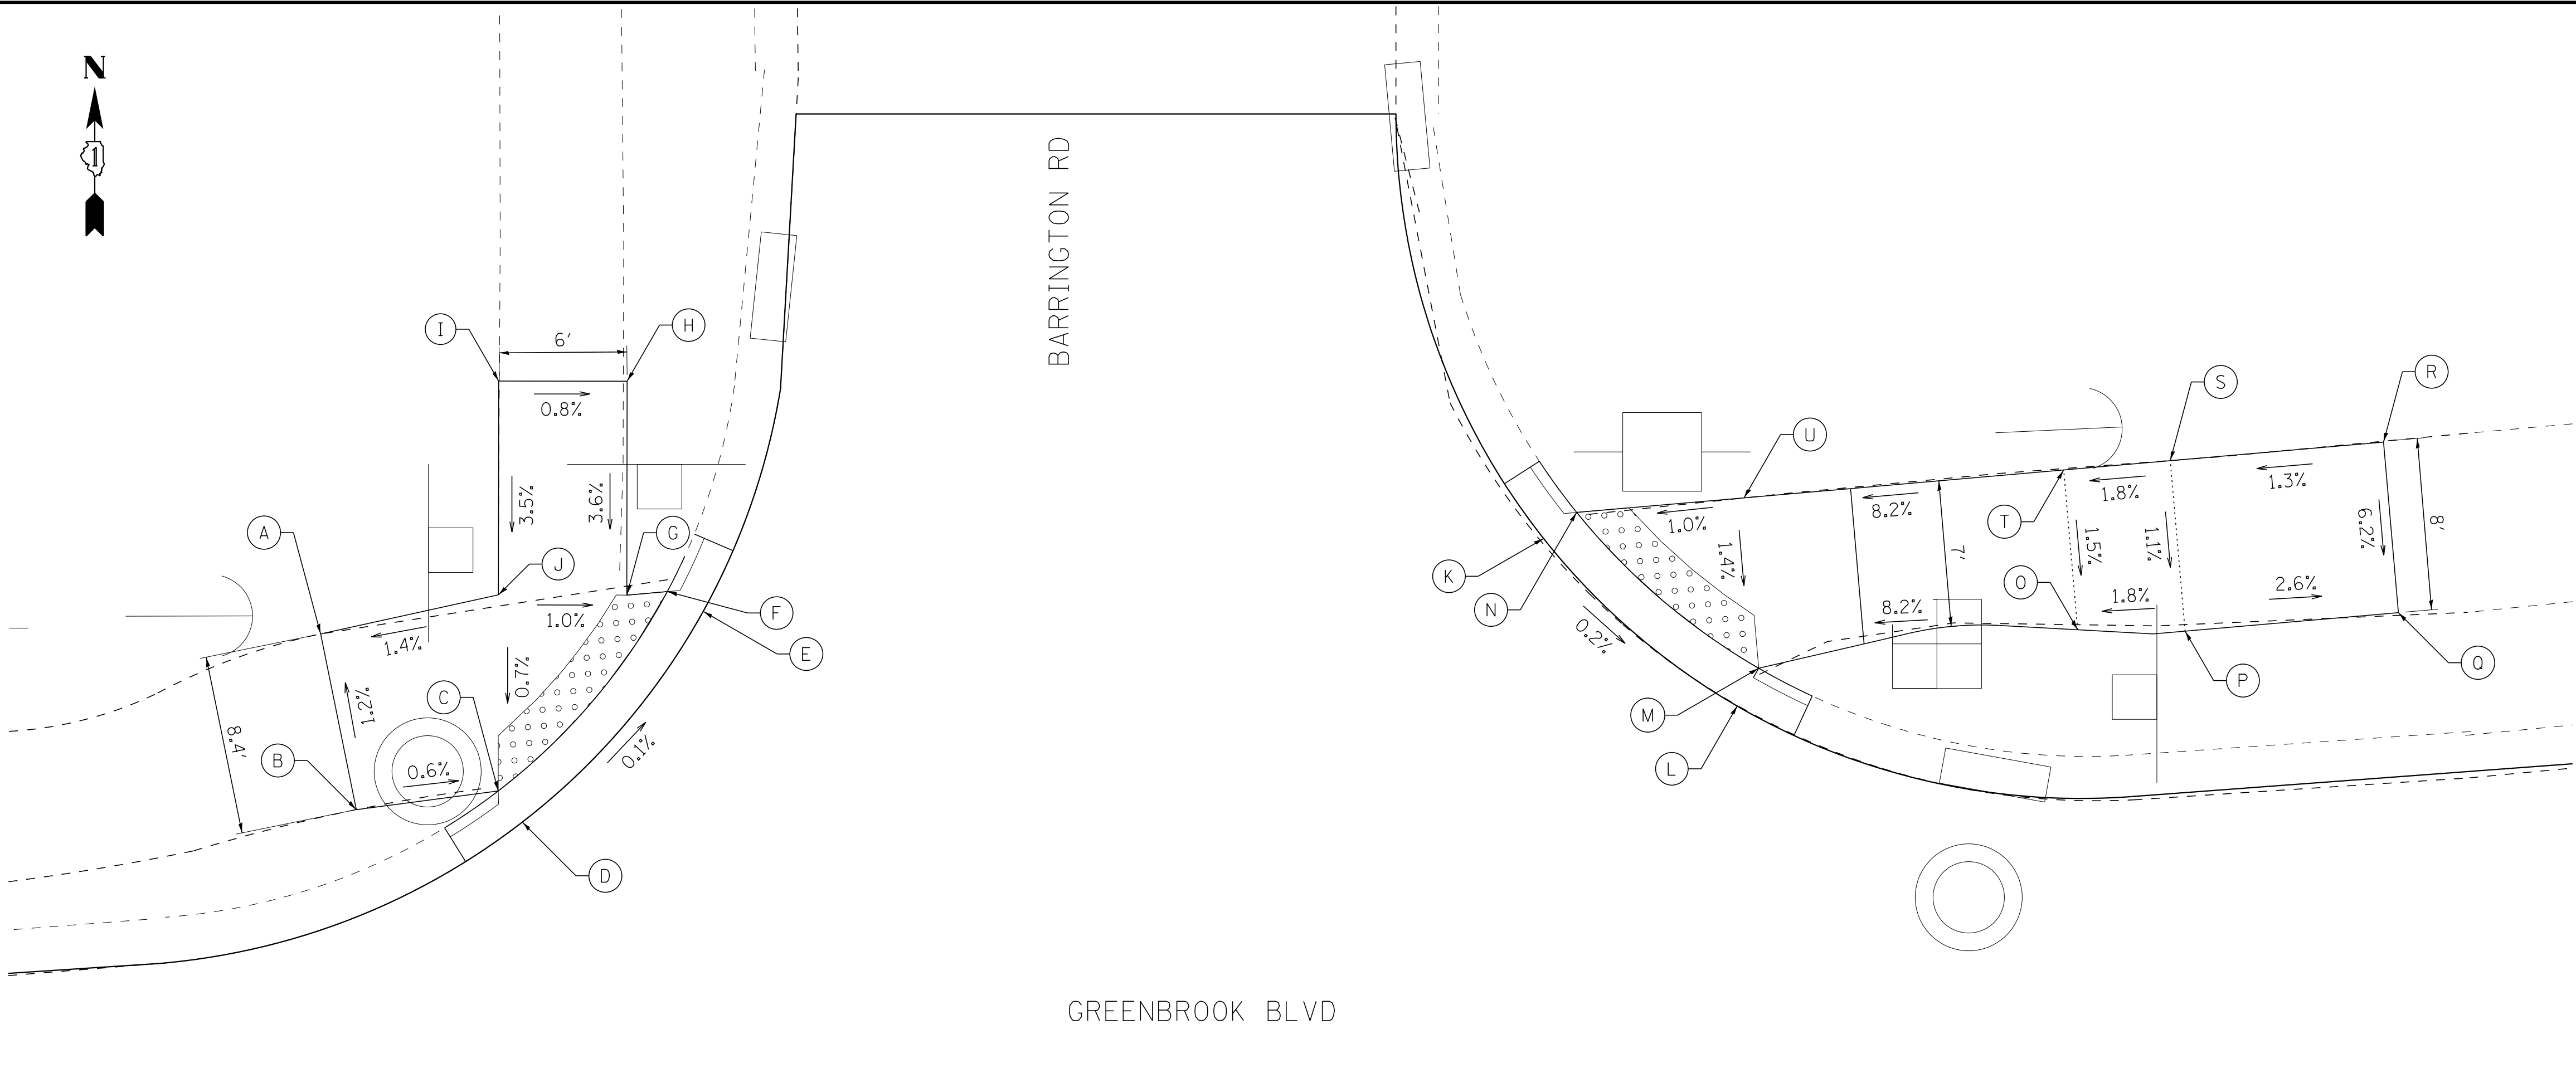 N
1
BARRINGTON RD
I
6'
H
0.8%
3.5%
3.6%
A
J
G
1.0%
F
1.4%
E
0.7%
C
1.2%
8.4'
B
0.6%
0.1%
D
R
S
U
1.3%
1.8%
8.2%
T
1.0%
6.2%
8'
1.5%
1.1%
7'
1.4%
K
O
2.6%
1.8%
N
8.2%
0.2%
Q
P
M
L
GREENBROOK BLVD